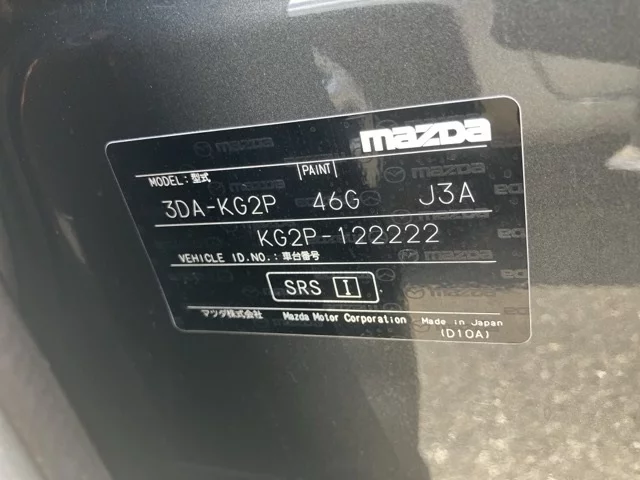 mazda
MODEL:型式 PAINT
3DA-KG2P 46G J3A
KG2P-122222
VEHICLE ID.NO.:車台番号
SRS I
マツダ株式会社 Mazda Motor Corporation Made in Japan
(D10A)